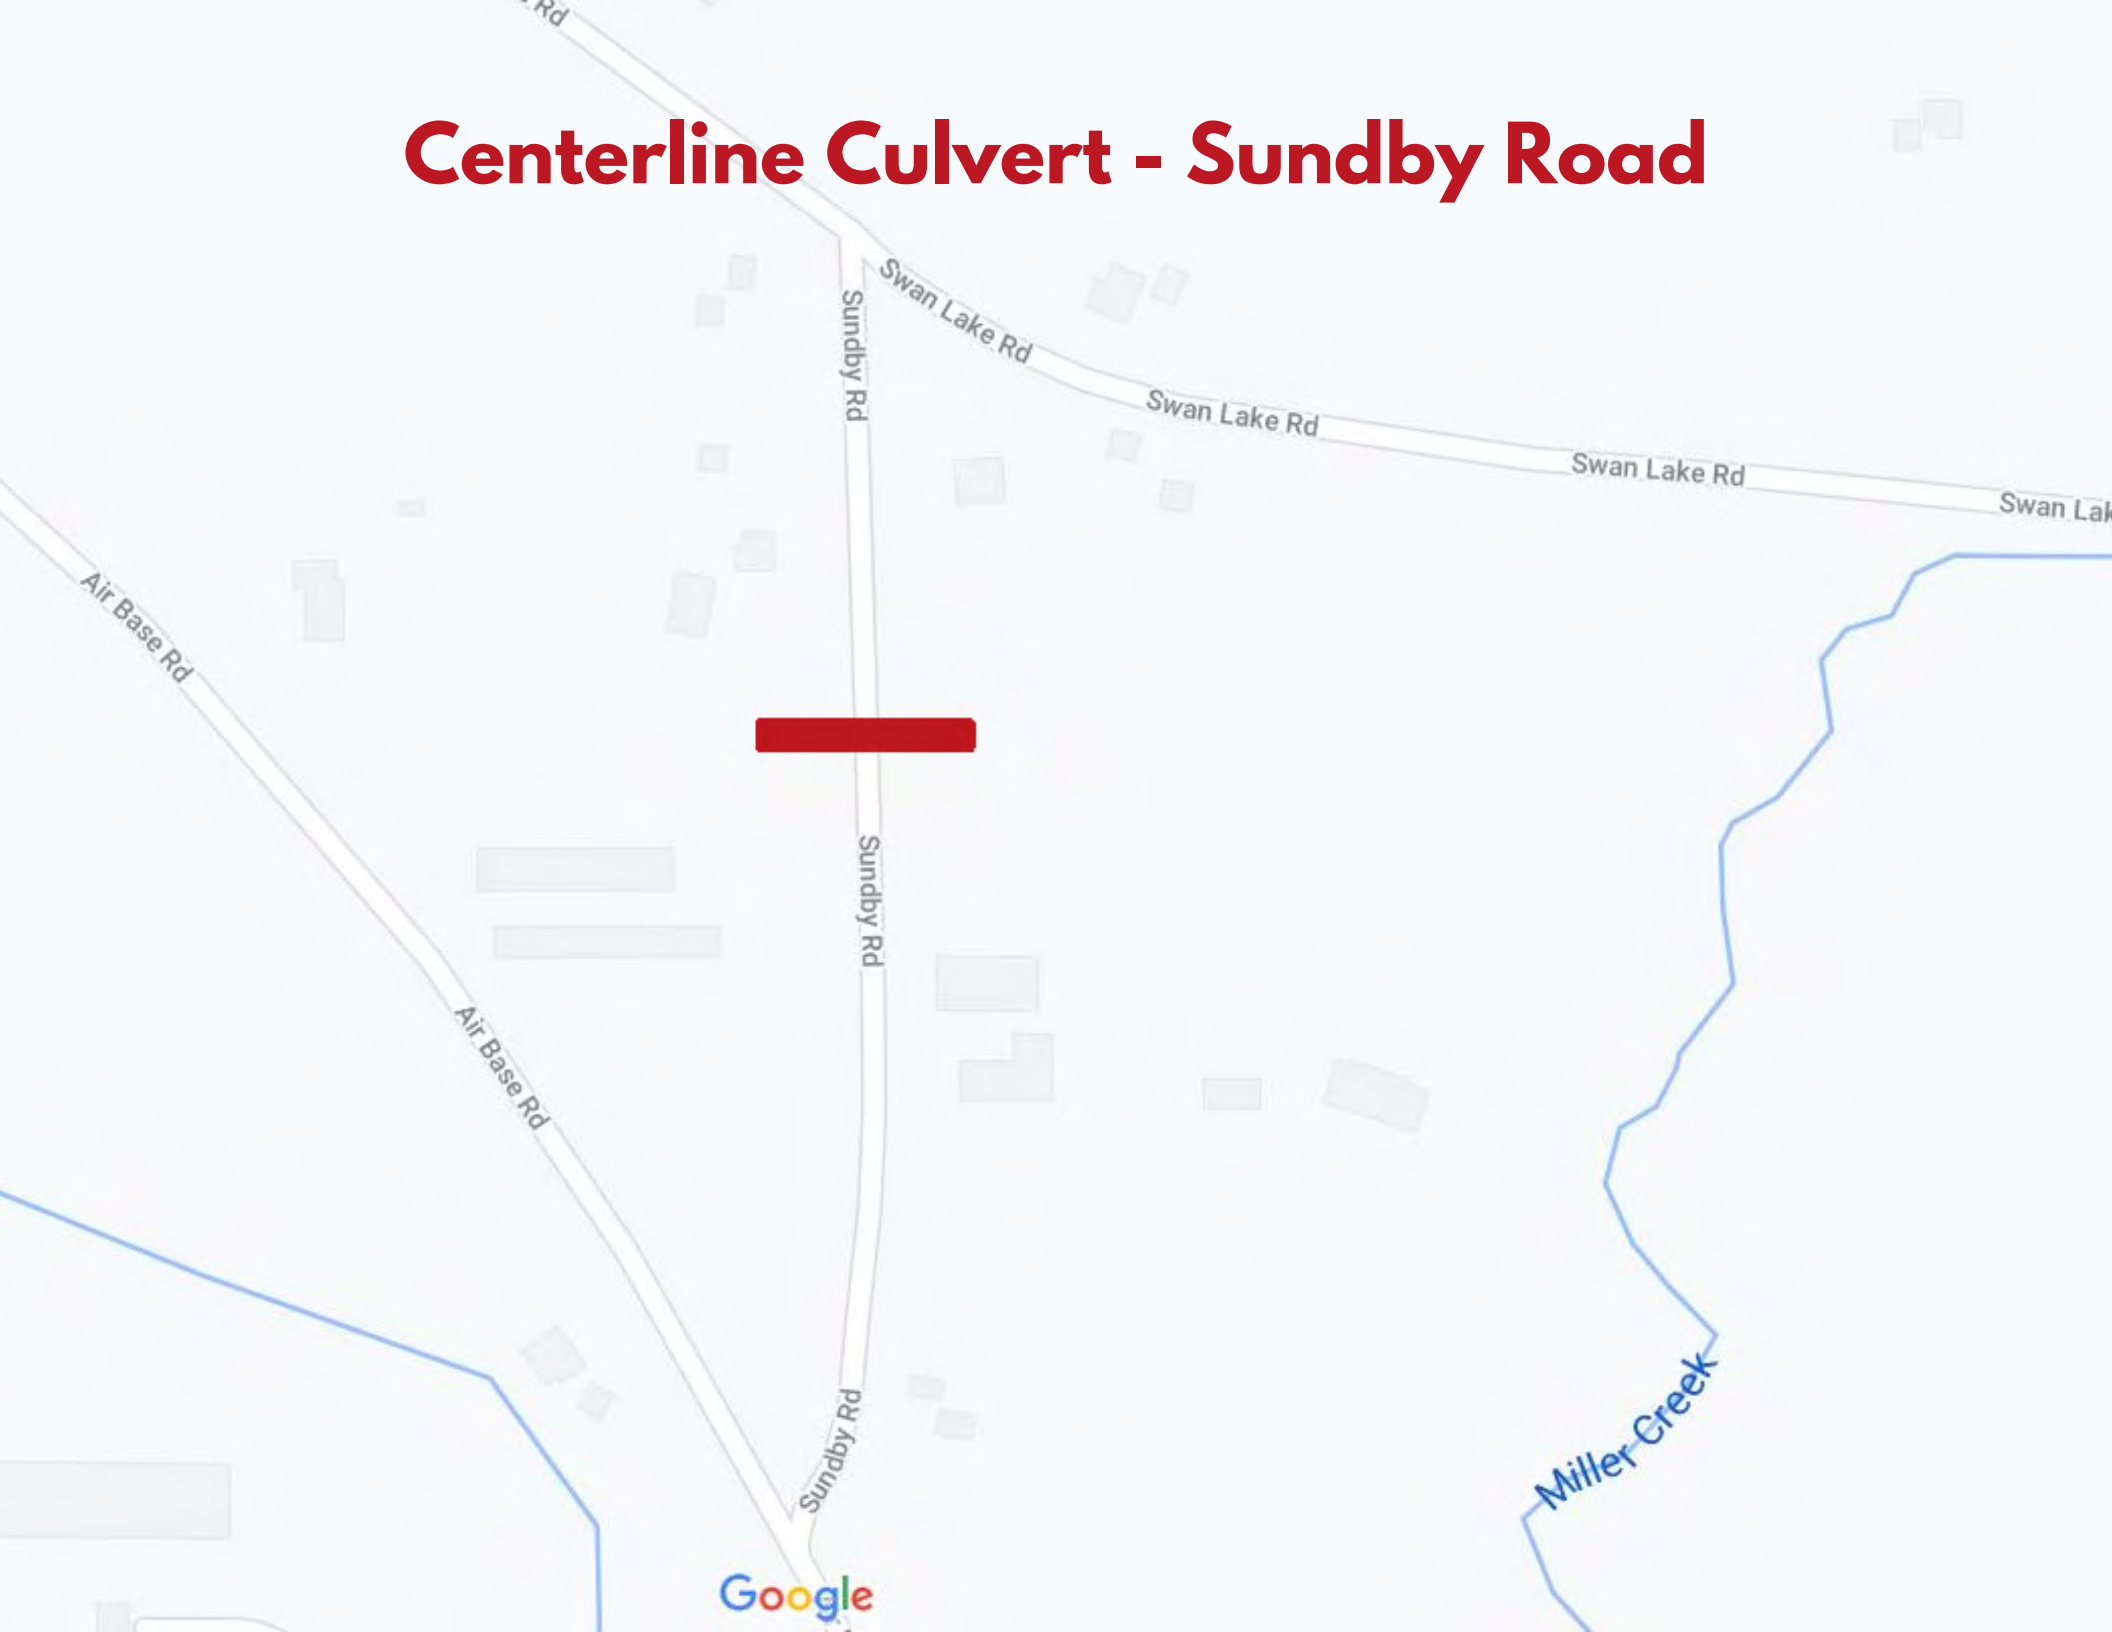 Rd
Centerline Culvert - Sundby Road
Swan Lake Rd
Sundby Rd
Swan Lake Rd
Swan Lake Rd
Swan Lak
Air Base Rd
Sundby Rd
Air Base Rd
Sundby Rd
Miller Creek
Google